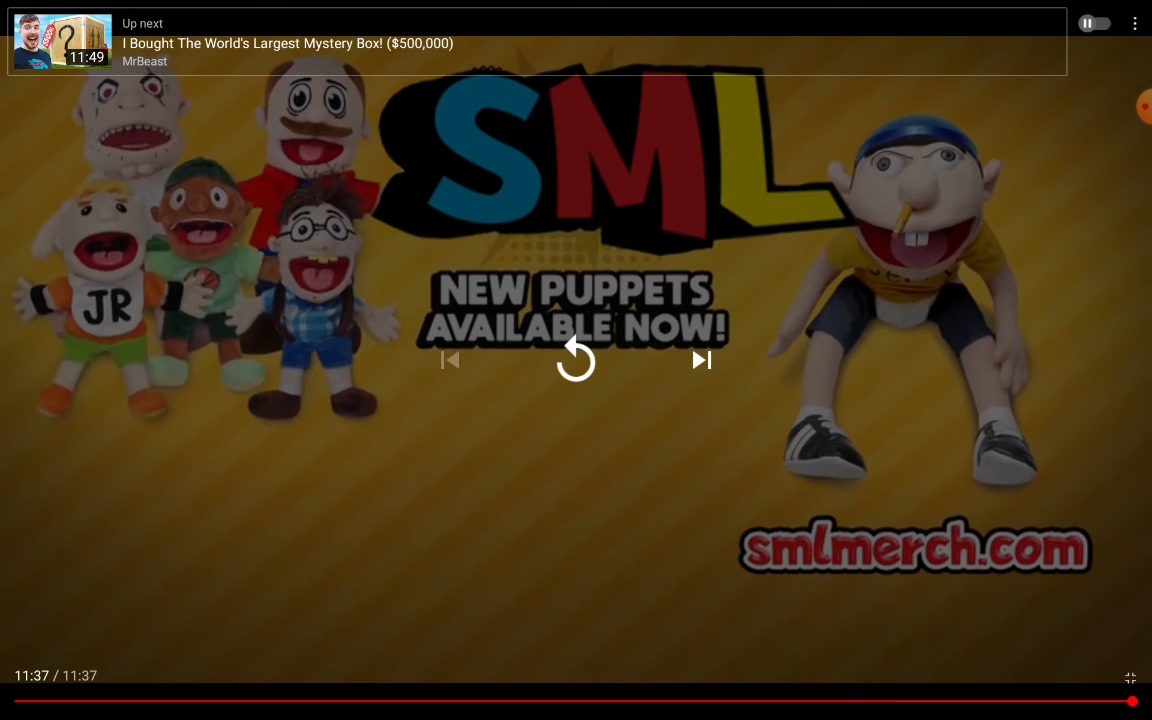 Up next
I Bought The World's Largest Mystery Box! ($500,000)
MrBeast
11:49
SML
NEW PUPPETS
AVAILABLE NOW!
JR
smlmerch.com
11:37 / 11:37